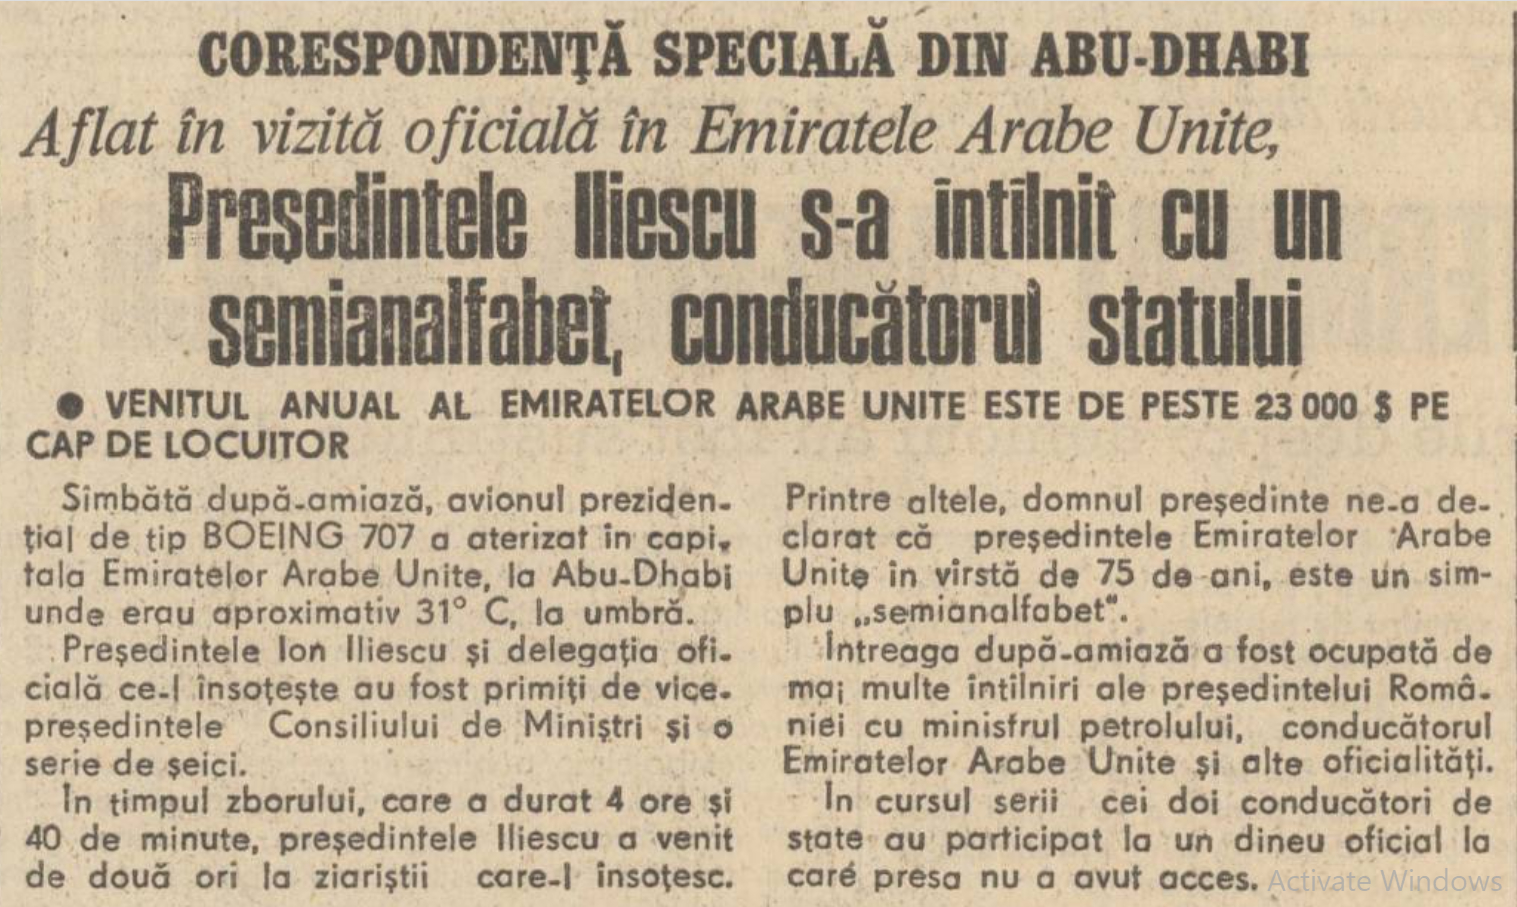 CORESPONDENŢĂ SPECIALĂ DIN ABU-DHABI
Aflat în vizită oficială în Emiratele Arabe Unite,
Preşedintele Iliescu s-a întîlnit cu un
semianalfabet, conducătorul statului
● VENITUL ANUAL AL EMIRATELOR ARABE UNITE ESTE DE PESTE 23 000 $ PE
CAP DE LOCUITOR
Sîmbătă după-amiază, avionul preziden-
ţial de tip BOEING 707 a aterizat în capi-
tala Emiratelor Arabe Unite, la Abu-Dhabi
unde erau aproximativ 31° C, la umbră.
Preşedintele Ion Iliescu şi delegaţia ofi-
cială ce-l însoţeşte au fost primiţi de vice-
preşedintele Consiliului de Miniştri şi o
serie de şeici.
In timpul zborului, care a durat 4 ore şi
40 de minute, preşedintele Iliescu a venit
de două ori la ziariştii care-l însoţesc.
Printre altele, domnul preşedinte ne-a de-
clarat că preşedintele Emiratelor Arabe
Unite în vîrstă de 75 de ani, este un sim-
plu „semianalfabet".
Intreaga după-amiază a fost ocupată de
mai multe întîlniri ale preşedintelui Româ-
niei cu ministrul petrolului, conducătorul
Emiratelor Arabe Unite şi alte oficialităţi.
In cursul serii cei doi conducători de
state au participat la un dineu oficial la
care presa nu a avut acces.
Activate Windows